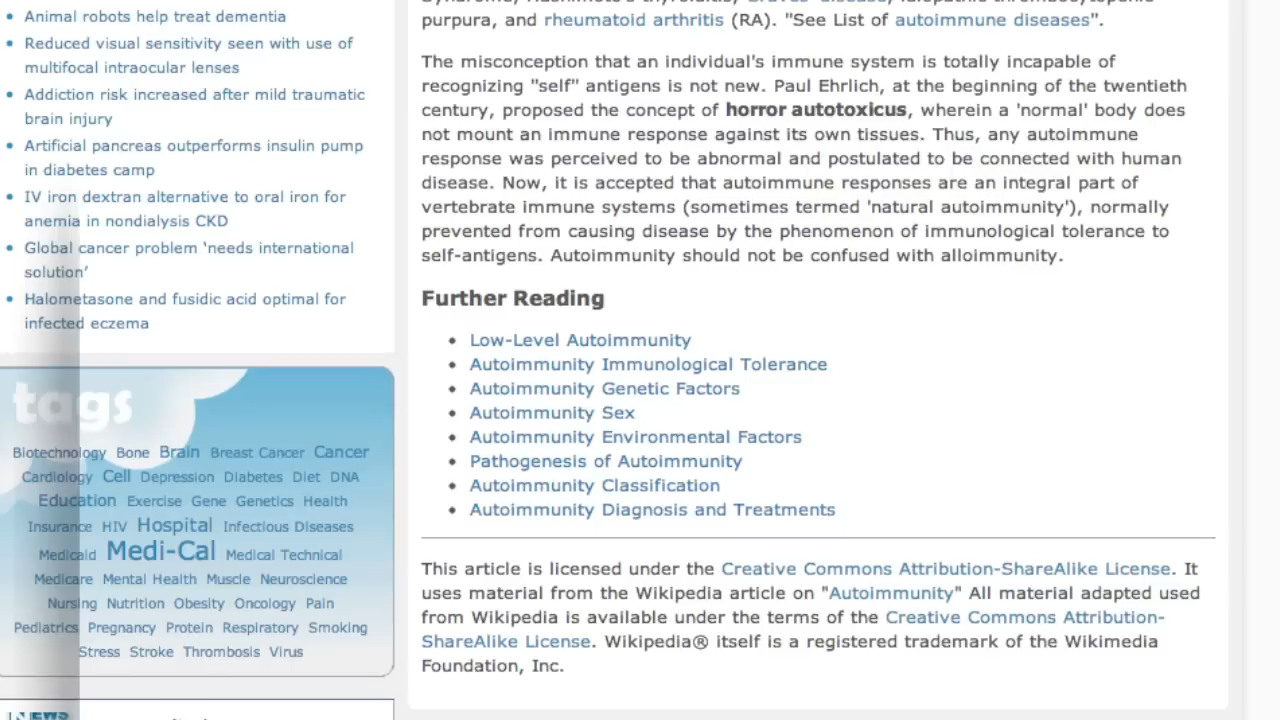 Animal robots help treat dementia
Reduced visual sensitivity seen with use of
multifocal intraocular lenses
Addiction risk increased after mild traumatic
brain injury
Artificial pancreas outperforms insulin pump
in diabetes camp
IV iron dextran alternative to oral iron for
anemia in nondialysis CKD
Global cancer problem ‘needs international
solution’
Halometasone and fusidic acid optimal for
infected eczema
tags
Biotechnology Bone Brain Breast Cancer Cancer
Cardiology Cell Depression Diabetes Diet DNA
Education Exercise Gene Genetics Health
Insurance HIV Hospital Infectious Diseases
Medicaid Medi-Cal Medical Technical
Medicare Mental Health Muscle Neuroscience
Nursing Nutrition Obesity Oncology Pain
Pediatrics Pregnancy Protein Respiratory Smoking
Stress Stroke Thrombosis Virus
NEWS
purpura, and rheumatoid arthritis (RA). "See List of autoimmune diseases".
The misconception that an individual's immune system is totally incapable of
recognizing "self" antigens is not new. Paul Ehrlich, at the beginning of the twentieth
century, proposed the concept of horror autotoxicus, wherein a 'normal' body does
not mount an immune response against its own tissues. Thus, any autoimmune
response was perceived to be abnormal and postulated to be connected with human
disease. Now, it is accepted that autoimmune responses are an integral part of
vertebrate immune systems (sometimes termed 'natural autoimmunity'), normally
prevented from causing disease by the phenomenon of immunological tolerance to
self-antigens. Autoimmunity should not be confused with alloimmunity.
Further Reading
Low-Level Autoimmunity
Autoimmunity Immunological Tolerance
Autoimmunity Genetic Factors
Autoimmunity Sex
Autoimmunity Environmental Factors
Pathogenesis of Autoimmunity
Autoimmunity Classification
Autoimmunity Diagnosis and Treatments
This article is licensed under the Creative Commons Attribution-ShareAlike License. It
uses material from the Wikipedia article on "Autoimmunity" All material adapted used
from Wikipedia is available under the terms of the Creative Commons Attribution-
ShareAlike License. Wikipedia® itself is a registered trademark of the Wikimedia
Foundation, Inc.